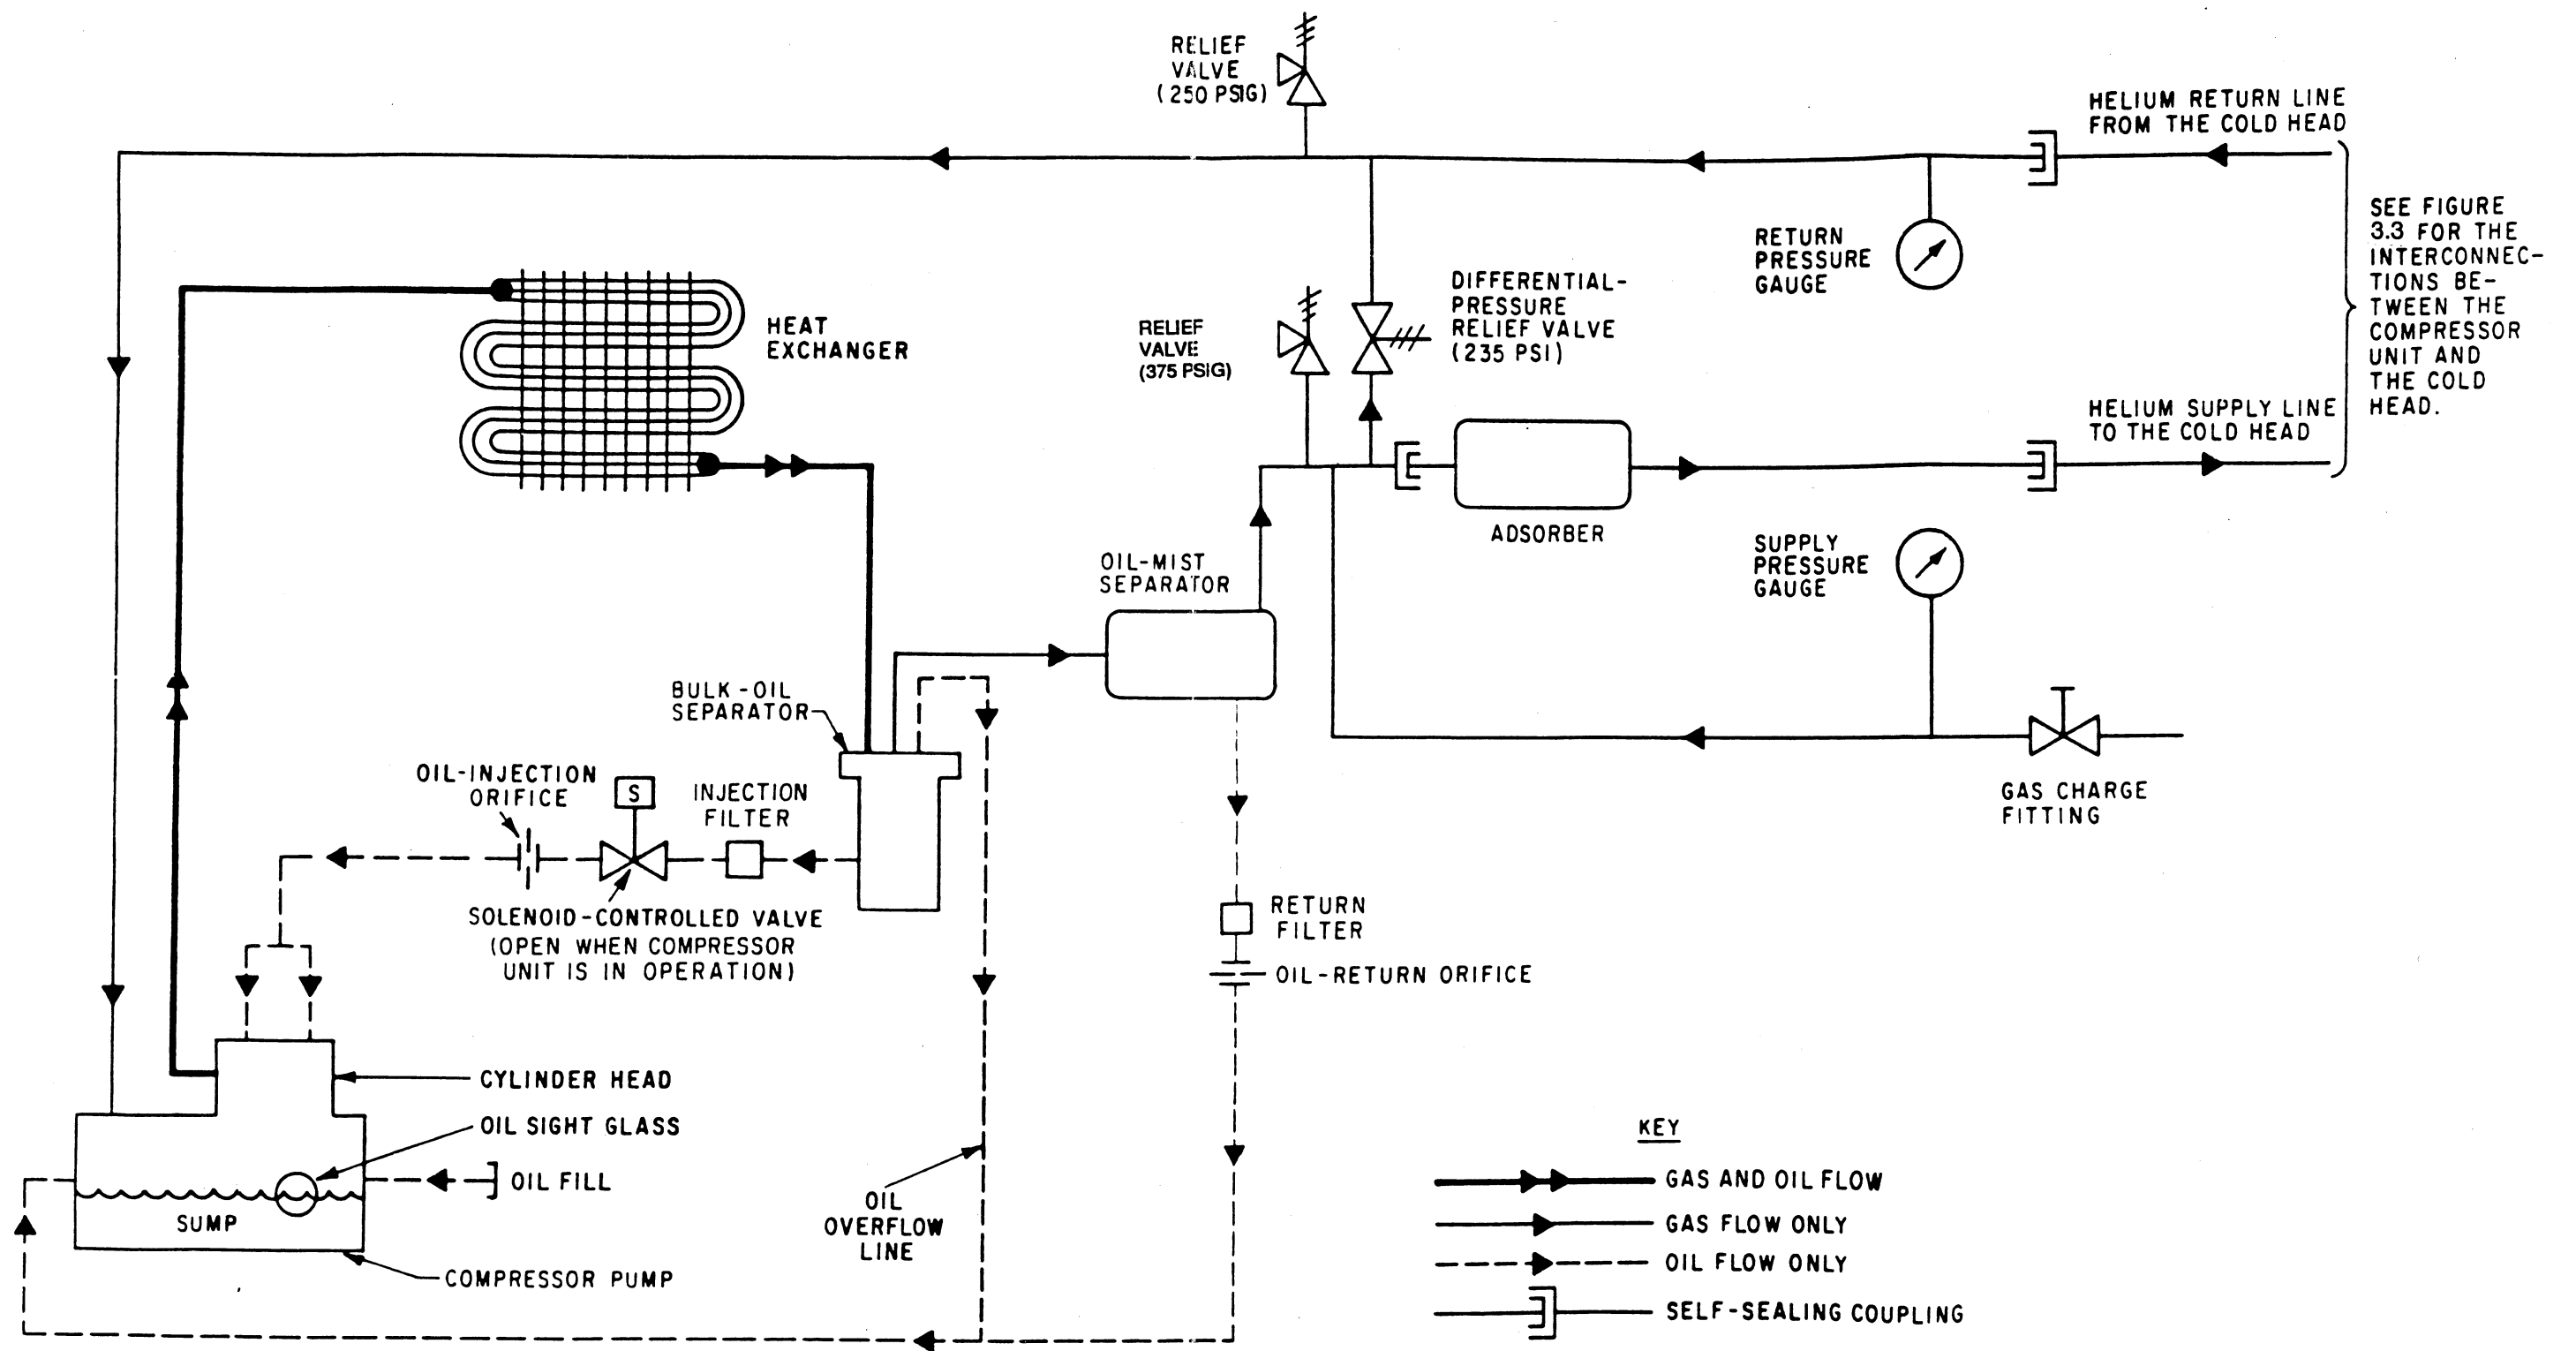 RELIEF
VALVE
(250 PSIG)
HELIUM RETURN LINE
FROM THE COLD HEAD
RETURN
PRESSURE
GAUGE
SEE FIGURE
3.3 FOR THE
INTERCONNEC-
TIONS BE-
TWEEN THE
COMPRESSOR
UNIT AND
THE COLD
HEAD.
HEAT
EXCHANGER
RELIEF
VALVE
(375 PSIG)
DIFFERENTIAL-
PRESSURE
RELIEF VALVE
(235 PSI)
HELIUM SUPPLY LINE
TO THE COLD HEAD
ADSORBER
SUPPLY
PRESSURE
GAUGE
OIL-MIST
SEPARATOR
BULK-OIL
SEPARATOR
GAS CHARGE
FITTING
OIL-INJECTION
ORIFICE
S
INJECTION
FILTER
SOLENOID-CONTROLLED VALVE
(OPEN WHEN COMPRESSOR
UNIT IS IN OPERATION)
RETURN
FILTER
OIL-RETURN ORIFICE
CYLINDER HEAD
OIL SIGHT GLASS
OIL FILL
SUMP
COMPRESSOR PUMP
OIL
OVERFLOW
LINE
KEY
GAS AND OIL FLOW
GAS FLOW ONLY
OIL FLOW ONLY
SELF-SEALING COUPLING